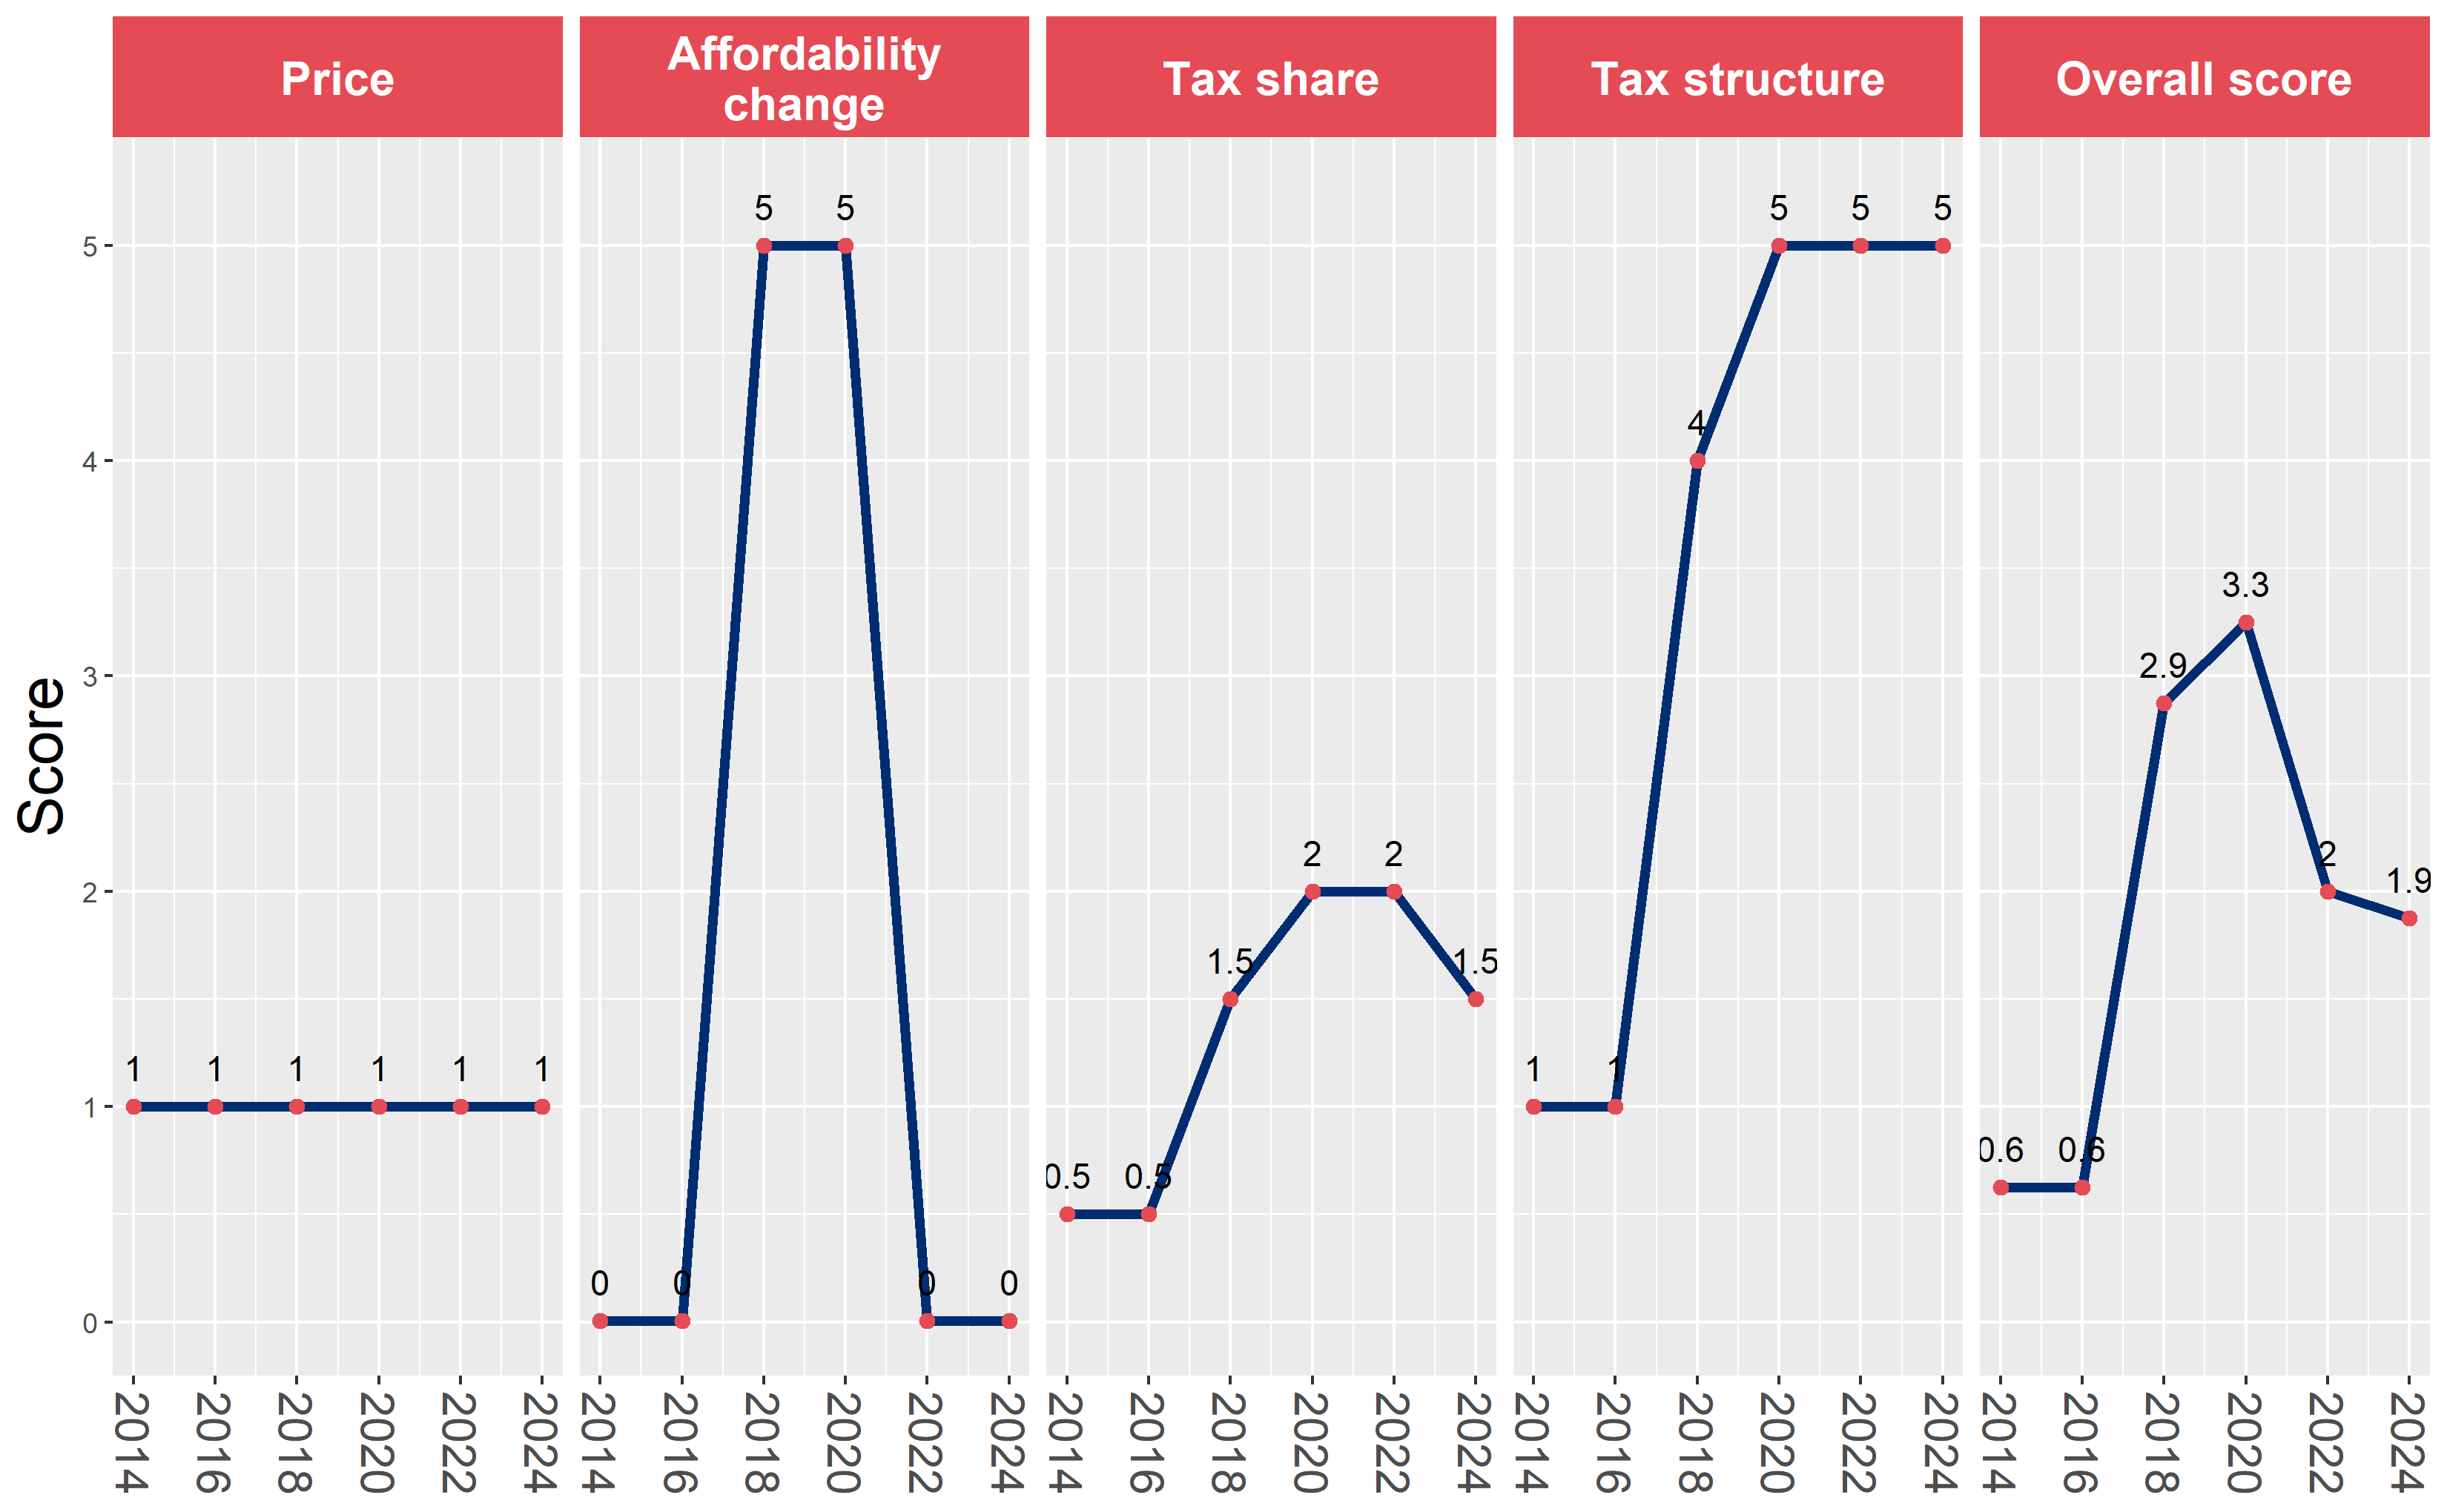 Price
Affordability
change
Tax share
Tax structure
Overall score
Score
5
4
3
2
1
0
1 1 1 1 1 1
0 0 5 5 0 0
0.5 0.5 1.5 2 2 1.5
1 1 4 5 5 5
0.6 0.6 2.9 3.3 2 1.9
2014 2016 2018 2020 2022 2024
2014 2016 2018 2020 2022 2024
2014 2016 2018 2020 2022 2024
2014 2016 2018 2020 2022 2024
2014 2016 2018 2020 2022 2024